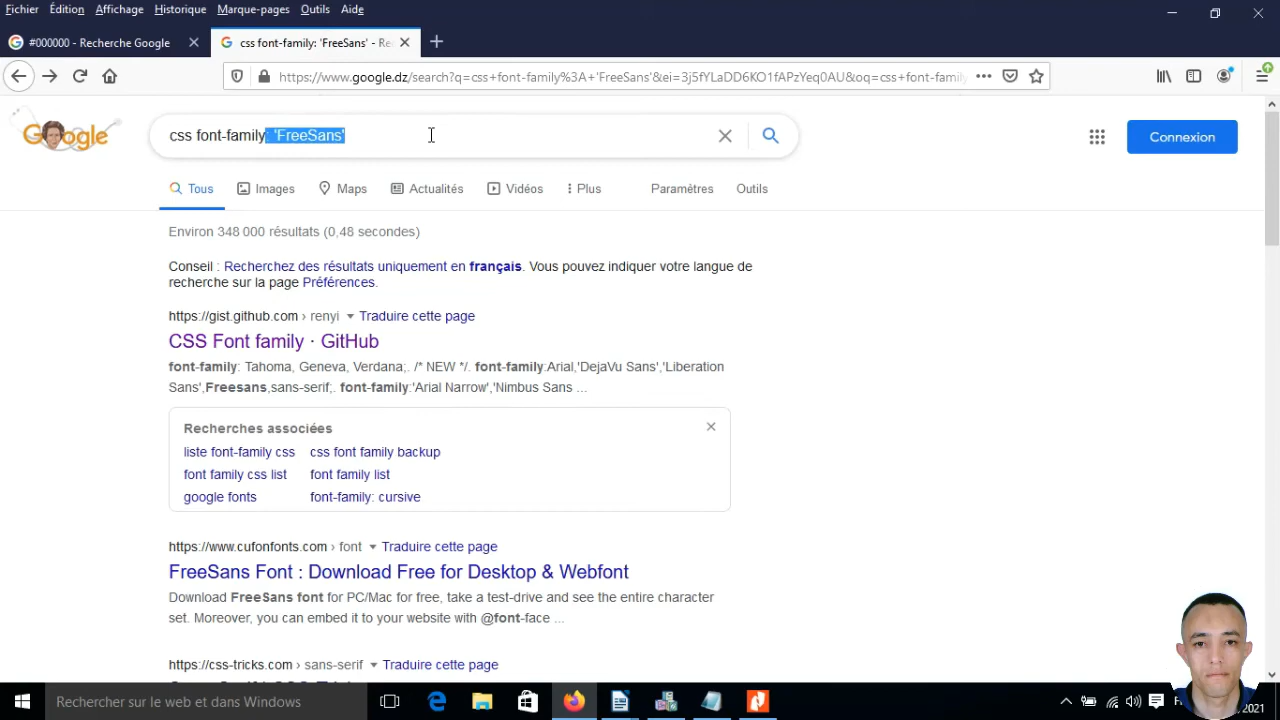 Fichier Édition Affichage Historique Marque-pages Outils Aide
#000000 - Recherche Google
css font-family: 'FreeSans' - Re
https://www.google.dz/search?q=css+font-family%3A+'FreeSans'&ei=3j5fYLaDD6KO1fAPzYeq0AU&oq=css+font-family
Google
css font-family: 'FreeSans'
Connexion
Tous Images Maps Actualités Vidéos Plus Paramètres Outils
Environ 348 000 résultats (0,48 secondes)
Conseil : Recherchez des résultats uniquement en français. Vous pouvez indiquer votre langue de
recherche sur la page Préférences.
https://gist.github.com › renyi Traduire cette page
CSS Font family · GitHub
font-family: Tahoma, Geneva, Verdana;. /* NEW */. font-family:Arial,'DejaVu Sans','Liberation
Sans',Freesans,sans-serif;. font-family:'Arial Narrow','Nimbus Sans ...
Recherches associées
liste font-family css css font family backup
font family css list font family list
google fonts font-family: cursive
https://www.cufonfonts.com › font Traduire cette page
FreeSans Font : Download Free for Desktop & Webfont
Download FreeSans font for PC/Mac for free, take a test-drive and see the entire character
set. Moreover, you can embed it to your website with @font-face ...
https://css-tricks.com › sans-serif Traduire cette page
Rechercher sur le web et dans Windows
2021